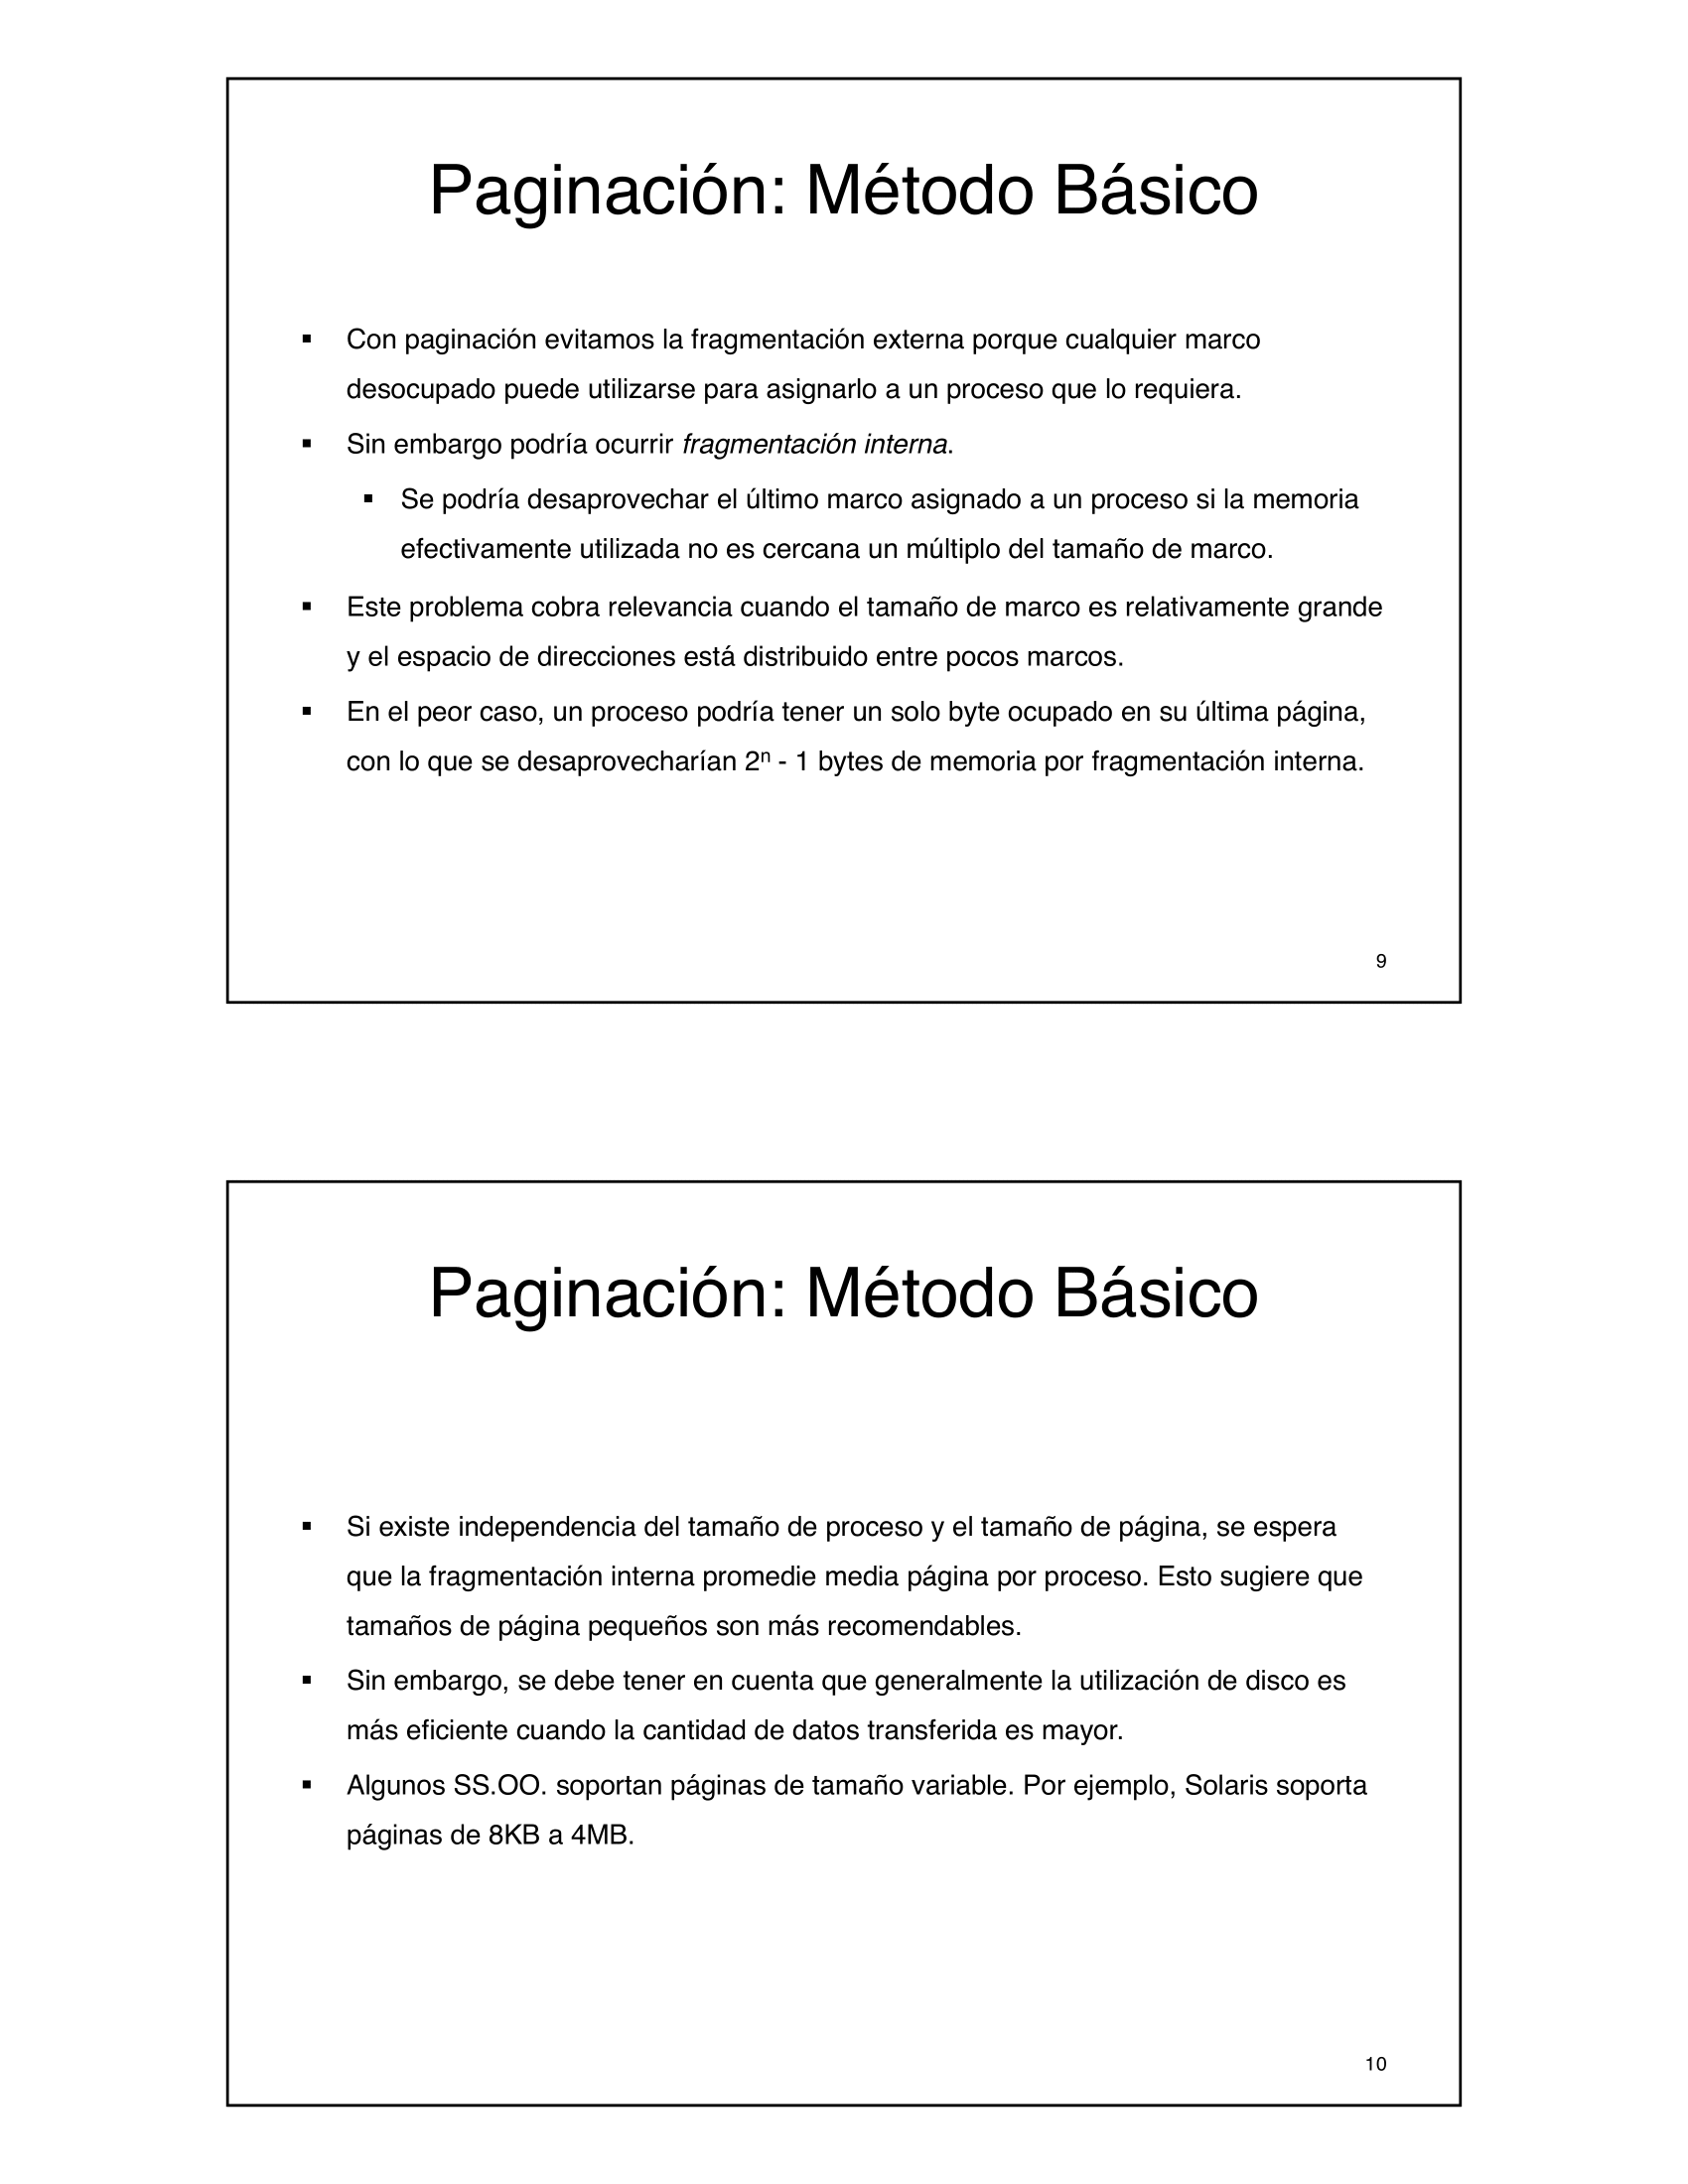 Paginación: Método Básico
▪ Con paginación evitamos la fragmentación externa porque cualquier marco
desocupado puede utilizarse para asignarlo a un proceso que lo requiera.
▪ Sin embargo podría ocurrir fragmentación interna.
▪ Se podría desaprovechar el último marco asignado a un proceso si la memoria
efectivamente utilizada no es cercana un múltiplo del tamaño de marco.
▪ Este problema cobra relevancia cuando el tamaño de marco es relativamente grande
y el espacio de direcciones está distribuido entre pocos marcos.
▪ En el peor caso, un proceso podría tener un solo byte ocupado en su última página,
con lo que se desaprovecharían 2ⁿ - 1 bytes de memoria por fragmentación interna.
9
Paginación: Método Básico
▪ Si existe independencia del tamaño de proceso y el tamaño de página, se espera
que la fragmentación interna promedie media página por proceso. Esto sugiere que
tamaños de página pequeños son más recomendables.
▪ Sin embargo, se debe tener en cuenta que generalmente la utilización de disco es
más eficiente cuando la cantidad de datos transferida es mayor.
▪ Algunos SS.OO. soportan páginas de tamaño variable. Por ejemplo, Solaris soporta
páginas de 8KB a 4MB.
10